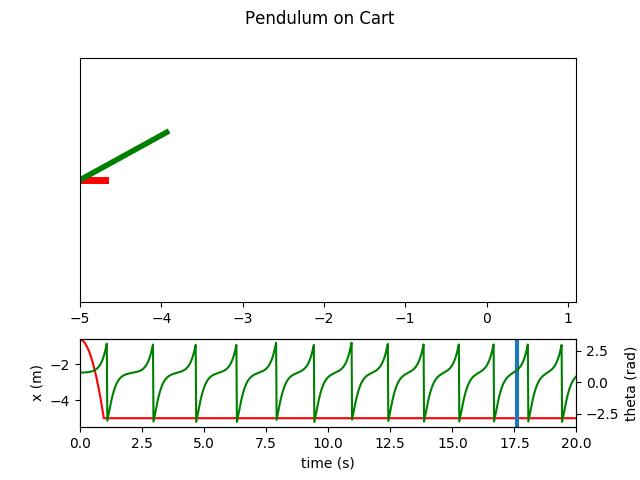 Pendulum on Cart
−5 −4 −3 −2 −1 0 1
−2
−4
x (m)
2.5
0.0
−2.5
theta (rad)
0.0 2.5 5.0 7.5 10.0 12.5 15.0 17.5 20.0
time (s)